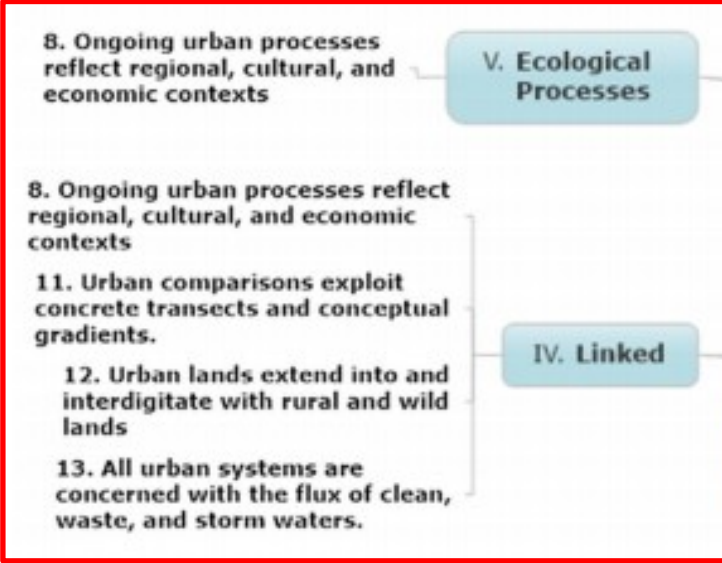 8. Ongoing urban processes
reflect regional, cultural, and
economic contexts
V. Ecological
Processes
8. Ongoing urban processes reflect
regional, cultural, and economic
contexts
11. Urban comparisons exploit
concrete transects and conceptual
gradients.
IV. Linked
12. Urban lands extend into and
interdigitate with rural and wild
lands
13. All urban systems are
concerned with the flux of clean,
waste, and storm waters.